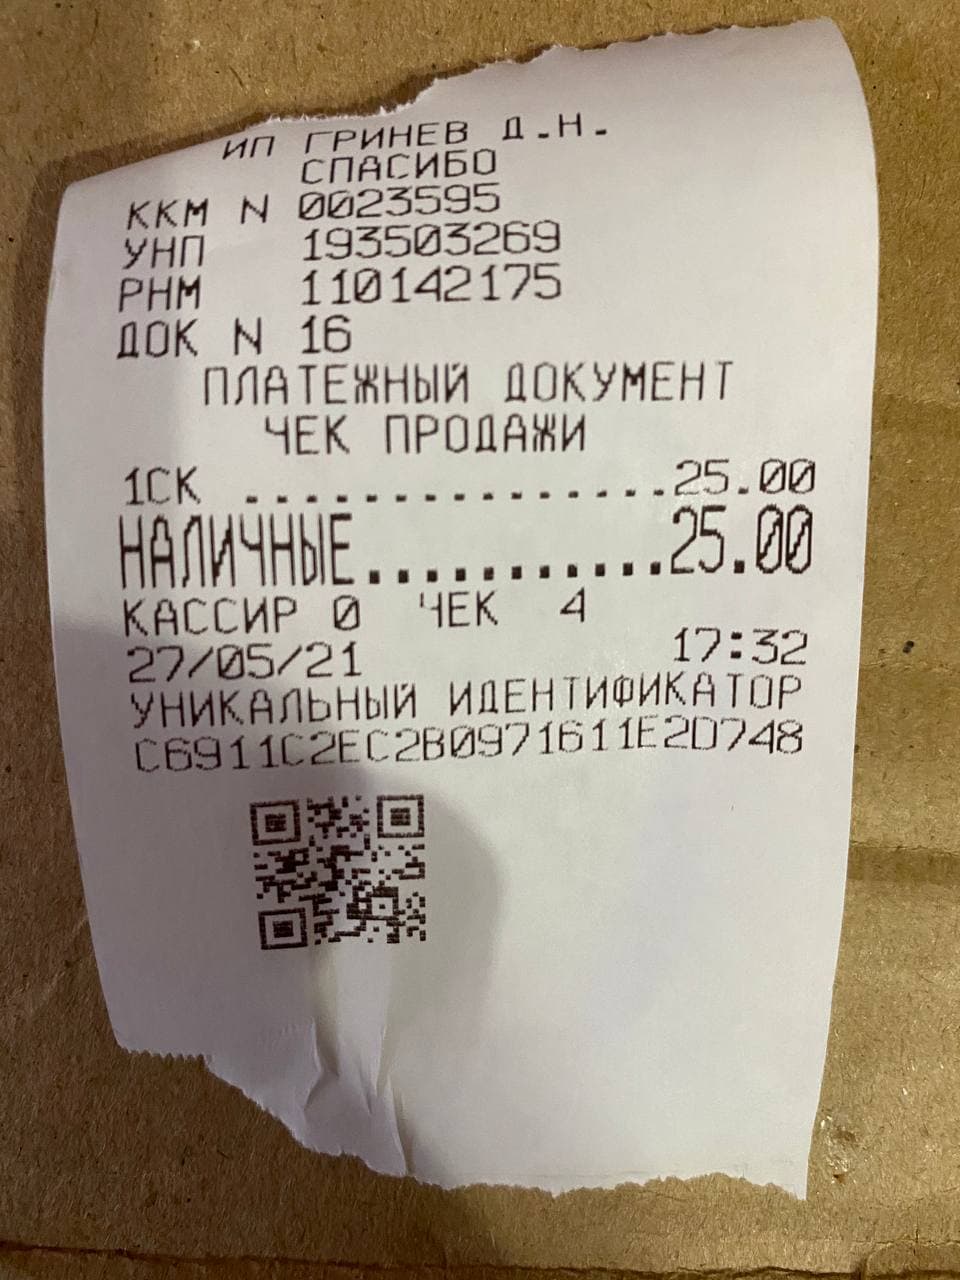 ИП ГРИНЕВ Д.Н.
СПАСИБО
ККМ N 0023595
УНП 193503269
РНМ 110142175
ДОК N 16
ПЛАТЕЖНЫЙ ДОКУМЕНТ
ЧЕК ПРОДАЖИ
1СК ...............25.00
НАЛИЧНЫЕ...........25.00
КАССИР 0 ЧЕК 4
27/05/21 17:32
УНИКАЛЬНЫЙ ИДЕНТИФИКАТОР
C6911C2EC2B0971611E2D748